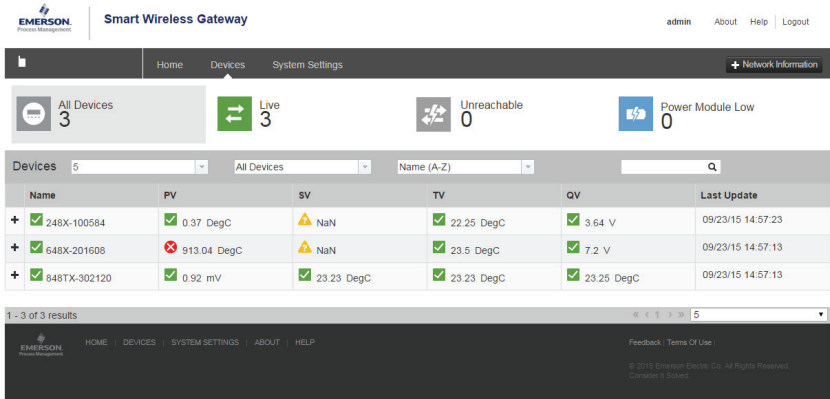 EMERSON.
Process Management
Smart Wireless Gateway
admin About Help Logout
Home Devices System Settings
Network Information
All Devices
3
Live
3
Unreachable
0
Power Module Low
0
Devices 5 All Devices Name (A-Z)
Name PV SV TV QV Last Update
248X-100584 0.37 DegC NaN 22.25 DegC 3.64 V 09/23/15 14:57:23
648X-201608 913.04 DegC NaN 23.5 DegC 7.2 V 09/23/15 14:57:13
848TX-302120 0.92 mV 23.23 DegC 23.23 DegC 23.25 DegC 09/23/15 14:57:13
1 - 3 of 3 results « < 1 > » 5
EMERSON.
Process Management
HOME | DEVICES | SYSTEM SETTINGS | ABOUT | HELP
Feedback | Terms Of Use |
© 2015 Emerson Electric Co. All Rights Reserved.
Consider It Solved.